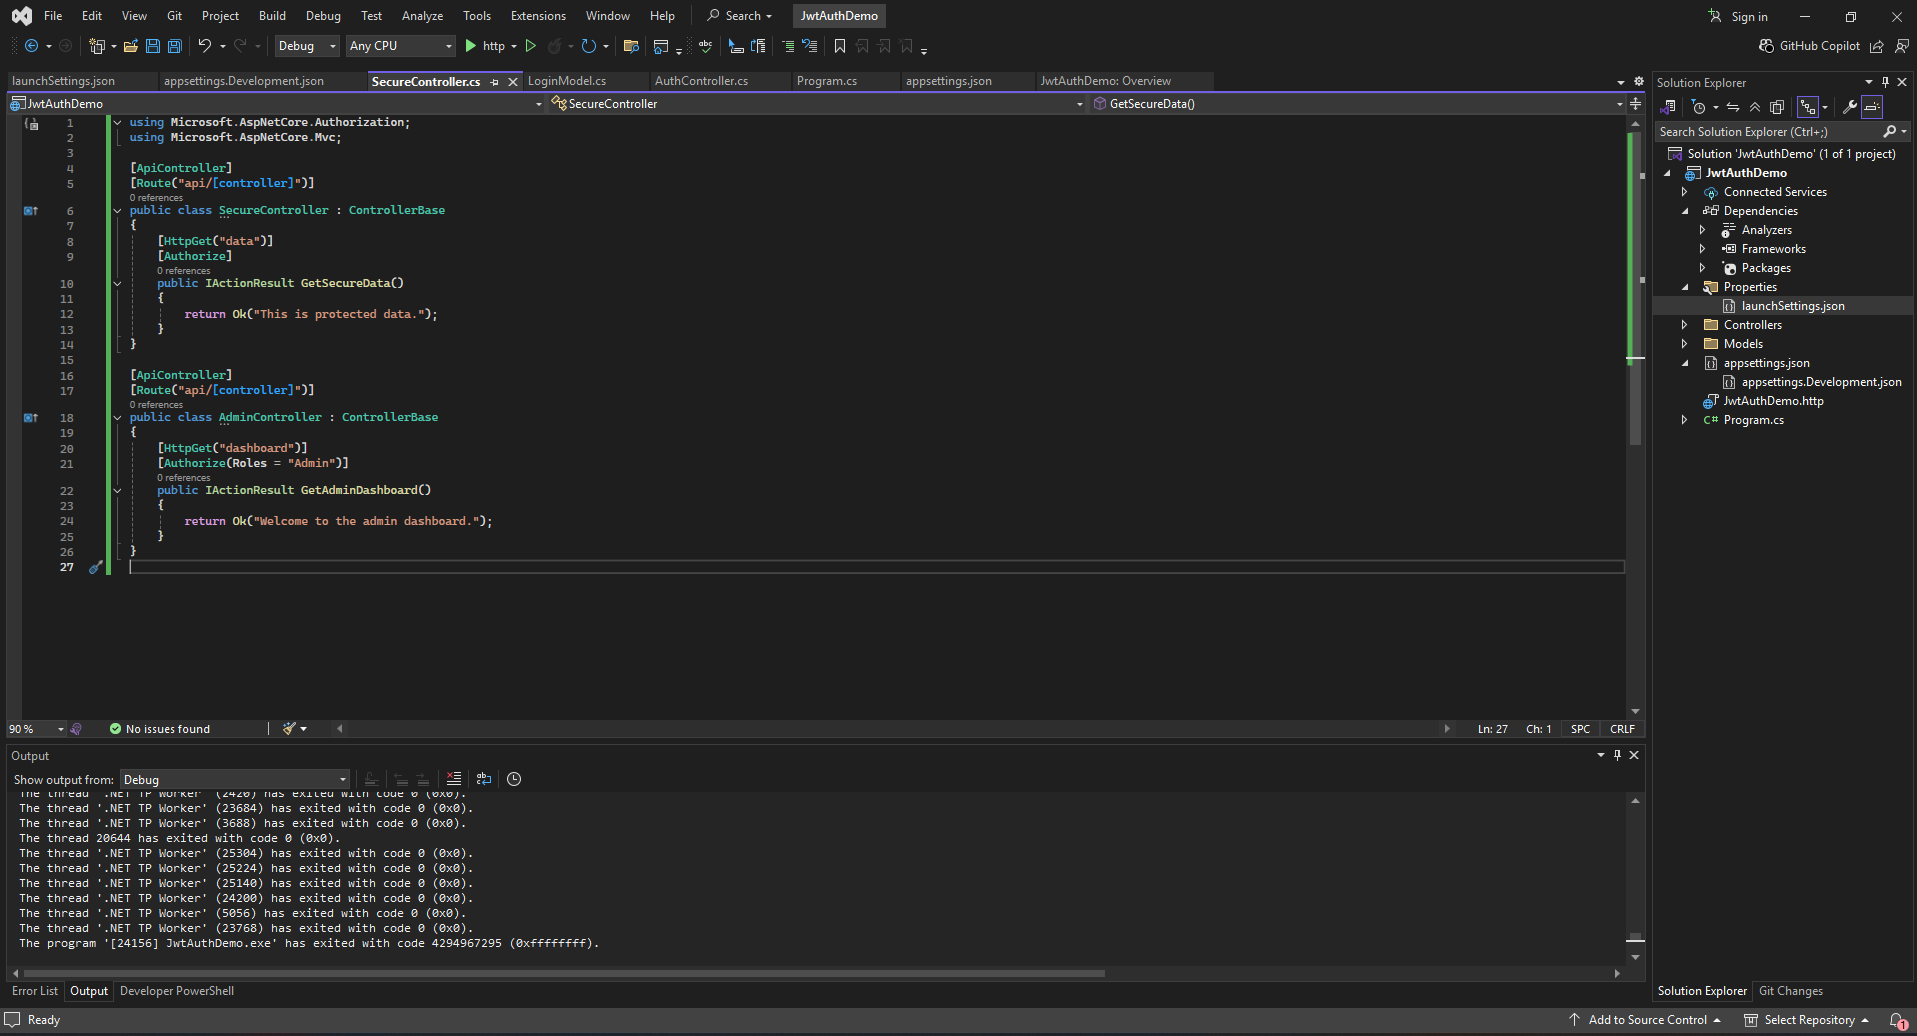 File Edit View Git Project Build Debug Test Analyze Tools Extensions Window Help Search JwtAuthDemo Sign in
Debug Any CPU http GitHub Copilot
launchSettings.json appsettings.Development.json SecureController.cs LoginModel.cs AuthController.cs Program.cs appsettings.json JwtAuthDemo: Overview
JwtAuthDemo SecureController GetSecureData()
1 using Microsoft.AspNetCore.Authorization;
2 using Microsoft.AspNetCore.Mvc;
3
4 [ApiController]
5 [Route("api/[controller]")]
0 references
6 public class SecureController : ControllerBase
7 {
8 [HttpGet("data")]
9 [Authorize]
0 references
10 public IActionResult GetSecureData()
11 {
12 return Ok("This is protected data.");
13 }
14 }
15
16 [ApiController]
17 [Route("api/[controller]")]
0 references
18 public class AdminController : ControllerBase
19 {
20 [HttpGet("dashboard")]
21 [Authorize(Roles = "Admin")]
0 references
22 public IActionResult GetAdminDashboard()
23 {
24 return Ok("Welcome to the admin dashboard.");
25 }
26 }
27
90 % No issues found Ln: 27 Ch: 1 SPC CRLF
Output
Show output from: Debug
The thread '.NET TP Worker' (2420) has exited with code 0 (0x0).
The thread '.NET TP Worker' (23684) has exited with code 0 (0x0).
The thread '.NET TP Worker' (3688) has exited with code 0 (0x0).
The thread 20644 has exited with code 0 (0x0).
The thread '.NET TP Worker' (25304) has exited with code 0 (0x0).
The thread '.NET TP Worker' (25224) has exited with code 0 (0x0).
The thread '.NET TP Worker' (25140) has exited with code 0 (0x0).
The thread '.NET TP Worker' (24200) has exited with code 0 (0x0).
The thread '.NET TP Worker' (5056) has exited with code 0 (0x0).
The thread '.NET TP Worker' (23768) has exited with code 0 (0x0).
The program '[24156] JwtAuthDemo.exe' has exited with code 4294967295 (0xffffffff).
Error List Output Developer PowerShell
Solution Explorer
Search Solution Explorer (Ctrl+;)
Solution 'JwtAuthDemo' (1 of 1 project)
JwtAuthDemo
Connected Services
Dependencies
Analyzers
Frameworks
Packages
Properties
launchSettings.json
Controllers
Models
appsettings.json
appsettings.Development.json
JwtAuthDemo.http
C# Program.cs
Solution Explorer Git Changes
Ready Add to Source Control Select Repository 1